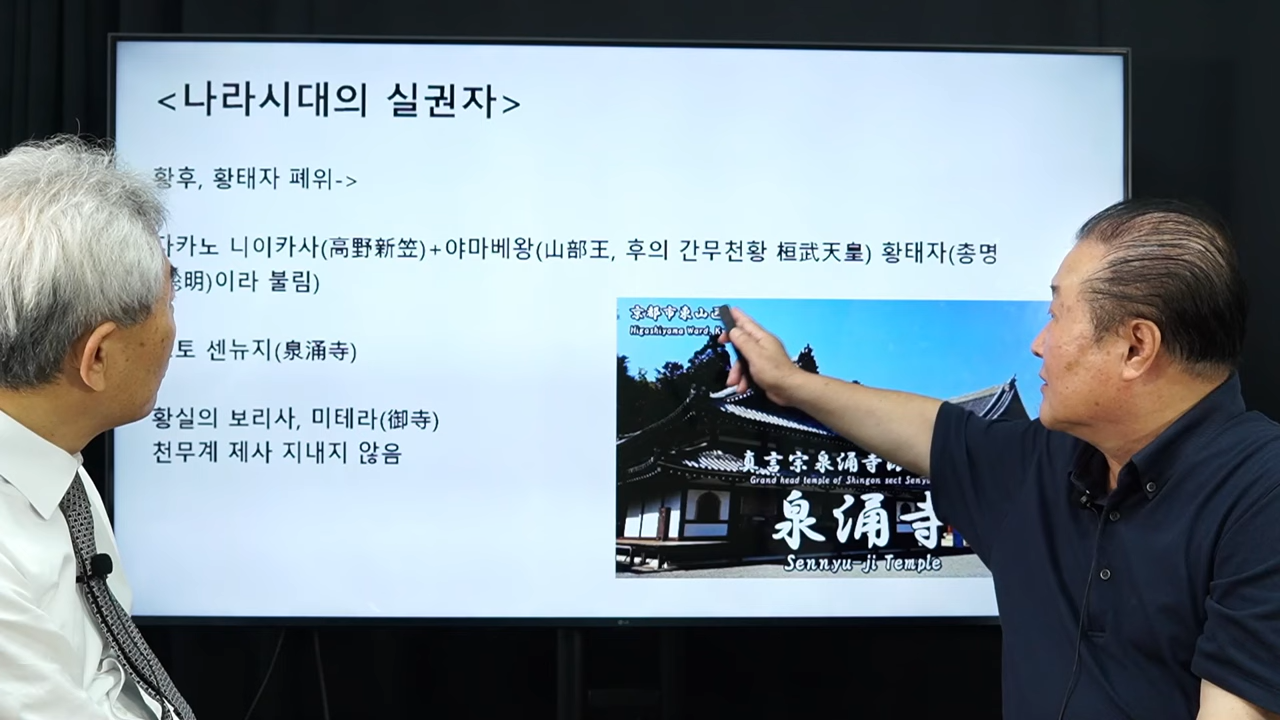 <나라시대의 실권자>
황후, 황태자 폐위->
카노 니이카사(高野新笠)+야마베왕(山部王, 후의 간무천황 桓武天皇) 황태자(총명
明)이라 불림)
토 센뉴지(泉涌寺)
황실의 보리사, 미테라(御寺)
천무계 제사 지내지 않음
京都市東山
Higashiyama Ward,
真言宗泉涌寺
Grand head temple of Shingon sect
泉涌寺
Sennyu-ji Temple
LG